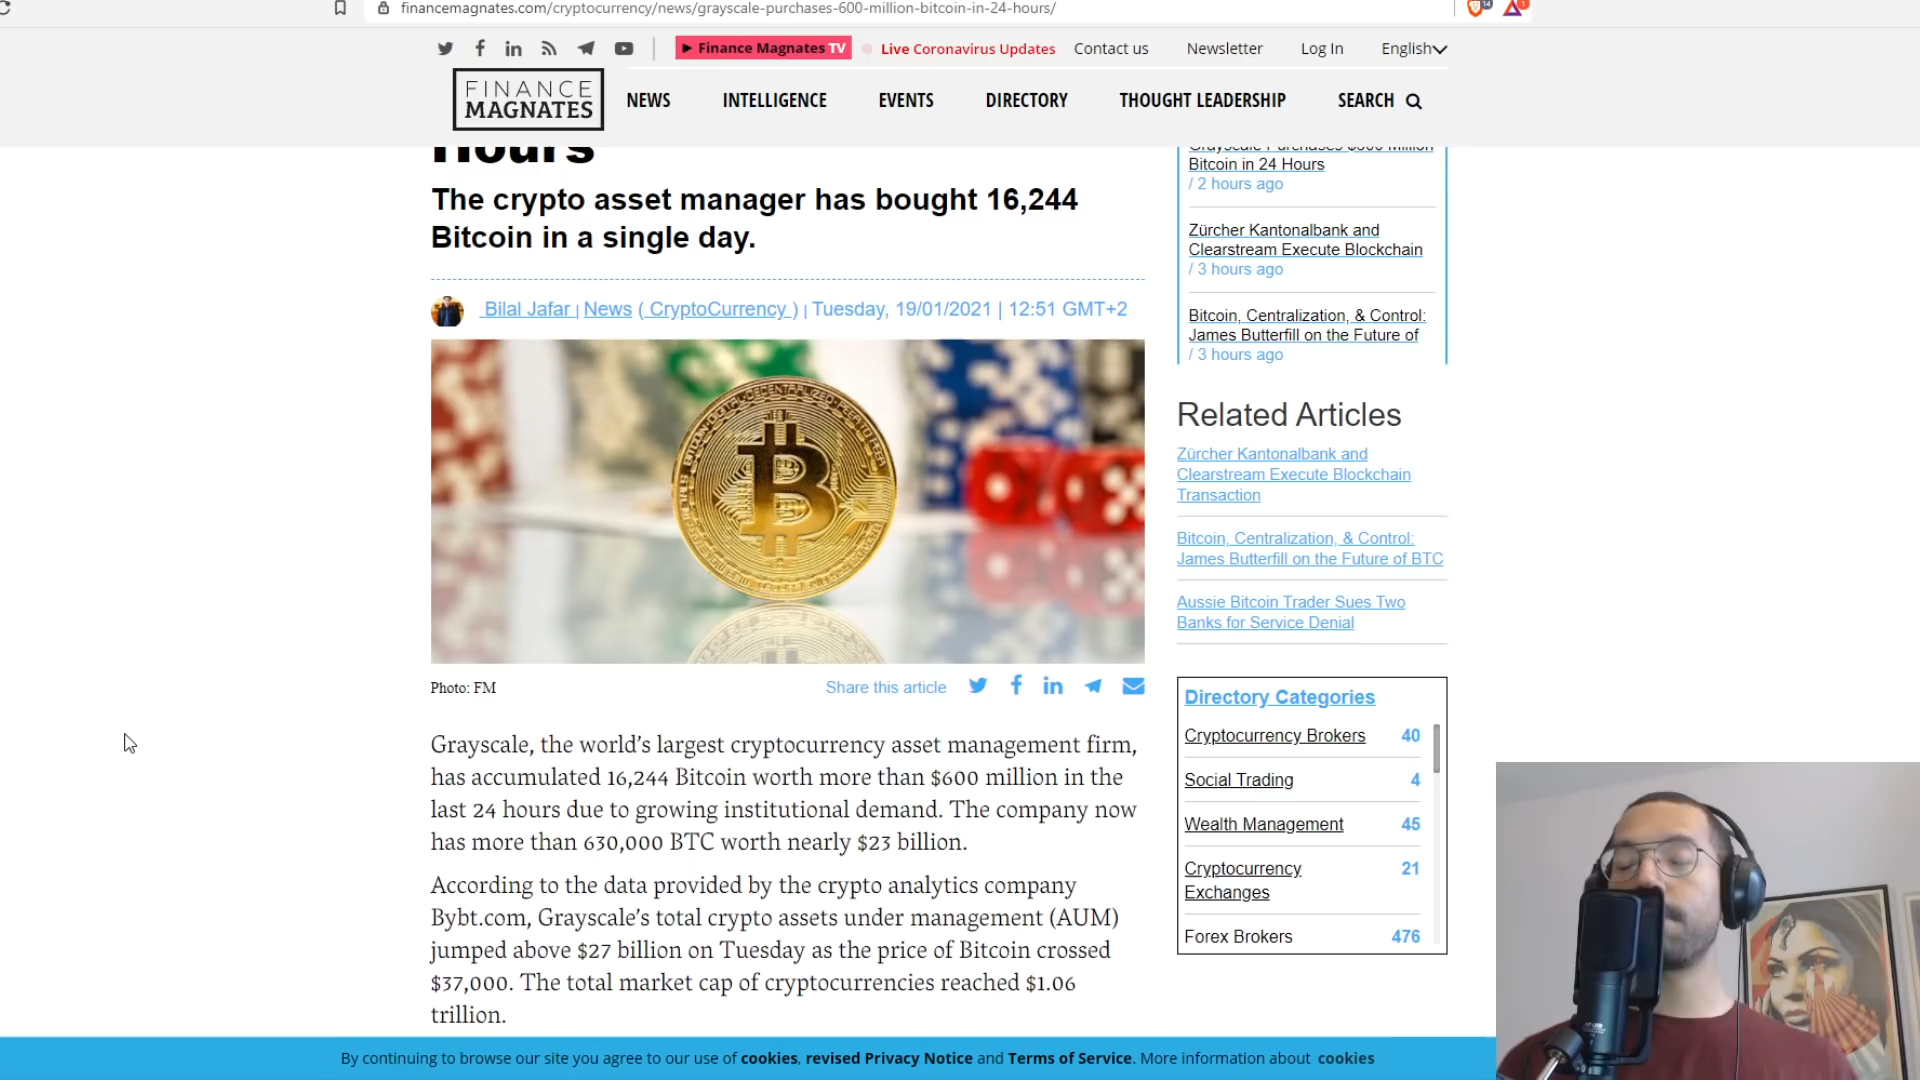 financemagnates.com/cryptocurrency/news/grayscale-purchases-600-million-bitcoin-in-24-hours/
14
1
Finance Magnates TV
Live Coronavirus Updates
Contact us
Newsletter
Log In
English
FINANCE
MAGNATES
NEWS
INTELLIGENCE
EVENTS
DIRECTORY
THOUGHT LEADERSHIP
SEARCH
Hours
The crypto asset manager has bought 16,244
Bitcoin in a single day.
Bilal Jafar | News ( CryptoCurrency ) | Tuesday, 19/01/2021 | 12:51 GMT+2
Photo: FM
Share this article
Grayscale, the world’s largest cryptocurrency asset management firm,
has accumulated 16,244 Bitcoin worth more than $600 million in the
last 24 hours due to growing institutional demand. The company now
has more than 630,000 BTC worth nearly $23 billion.
According to the data provided by the crypto analytics company
Bybt.com, Grayscale’s total crypto assets under management (AUM)
jumped above $27 billion on Tuesday as the price of Bitcoin crossed
$37,000. The total market cap of cryptocurrencies reached $1.06
trillion.
Grayscale Purchases $600 Million
Bitcoin in 24 Hours
/ 2 hours ago
Zürcher Kantonalbank and
Clearstream Execute Blockchain
/ 3 hours ago
Bitcoin, Centralization, & Control:
James Butterfill on the Future of
/ 3 hours ago
Related Articles
Zürcher Kantonalbank and
Clearstream Execute Blockchain
Transaction
Bitcoin, Centralization, & Control:
James Butterfill on the Future of BTC
Aussie Bitcoin Trader Sues Two
Banks for Service Denial
Directory Categories
Cryptocurrency Brokers 40
Social Trading 4
Wealth Management 45
Cryptocurrency 21
Exchanges
Forex Brokers 476
By continuing to browse our site you agree to our use of cookies, revised Privacy Notice and Terms of Service. More information about cookies